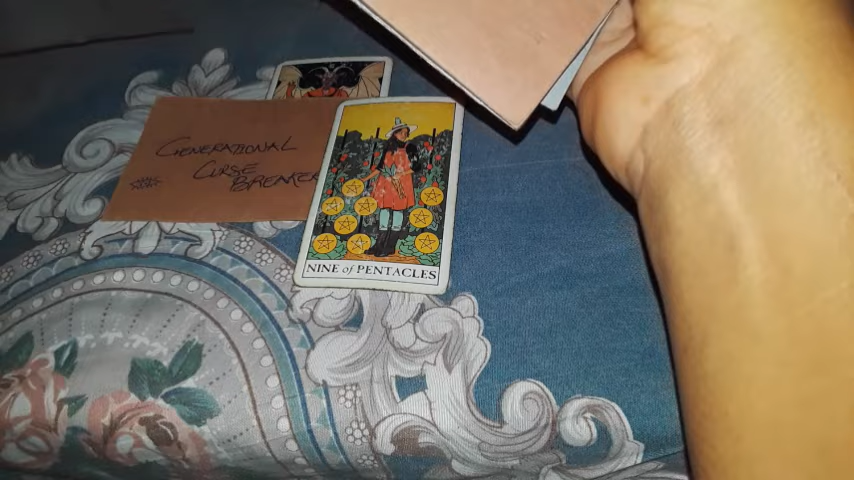 GENERATIONAL
CURSE
BREAKER
NINE of PENTACLES